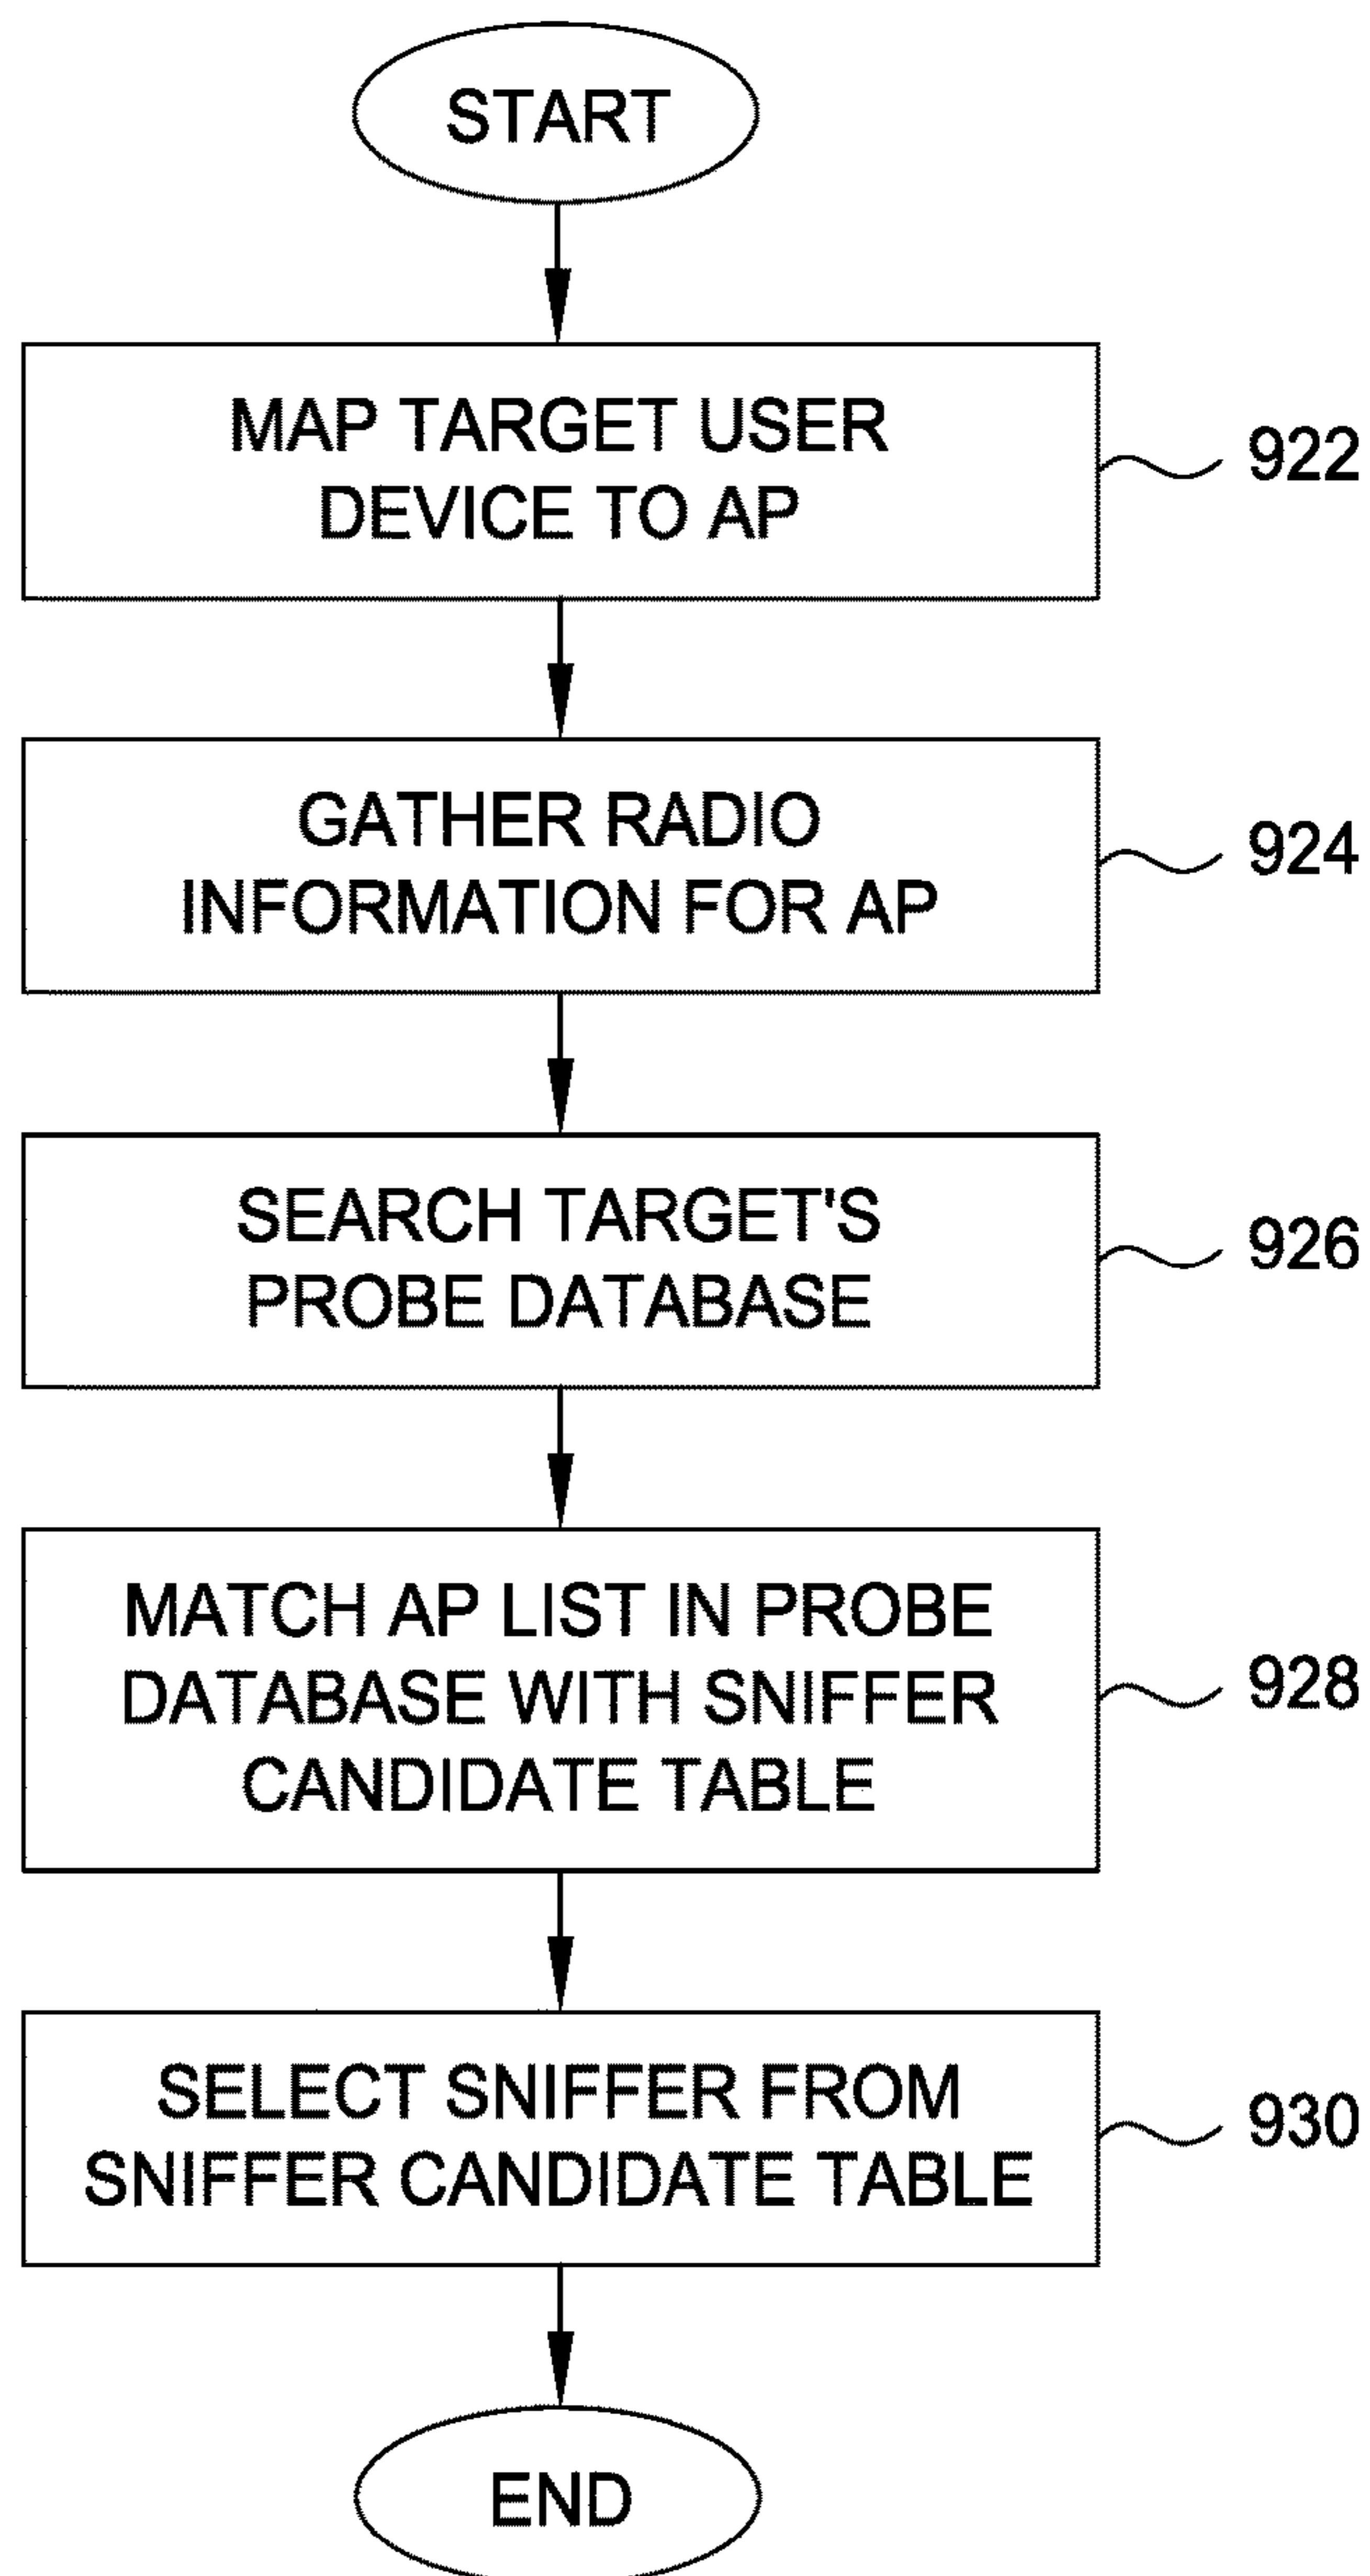 START
MAP TARGET USER
DEVICE TO AP
922
GATHER RADIO
INFORMATION FOR AP
924
SEARCH TARGET'S
PROBE DATABASE
926
MATCH AP LIST IN PROBE
DATABASE WITH SNIFFER
CANDIDATE TABLE
928
SELECT SNIFFER FROM
SNIFFER CANDIDATE TABLE
930
END